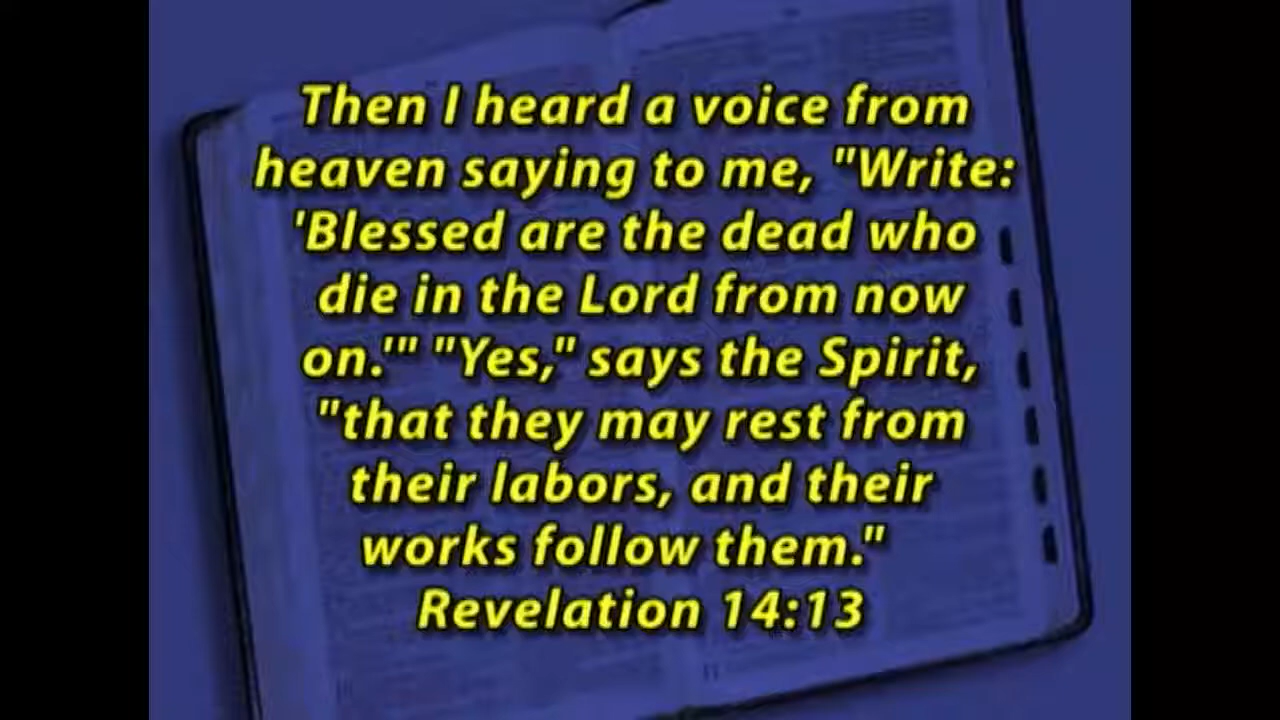 Then I heard a voice from
heaven saying to me, "Write:
'Blessed are the dead who
die in the Lord from now
on.'" "Yes," says the Spirit,
"that they may rest from
their labors, and their
works follow them."
Revelation 14:13